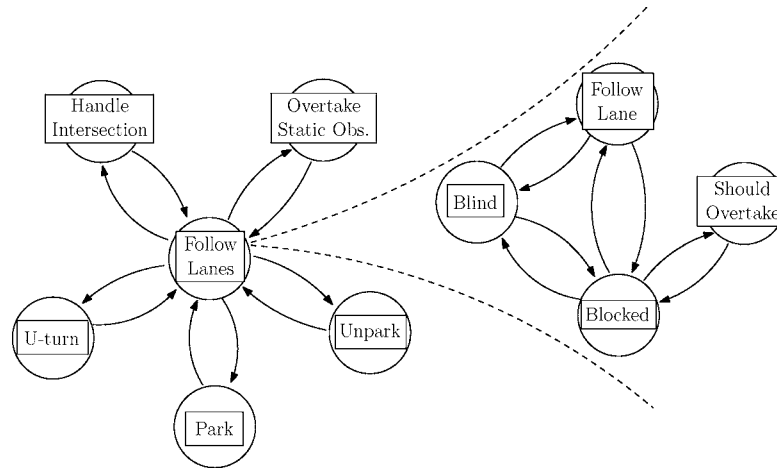 Handle
Intersection
Overtake
Static Obs.
Follow
Lanes
U-turn
Unpark
Park
Follow
Lane
Blind
Should
Overtake
Blocked